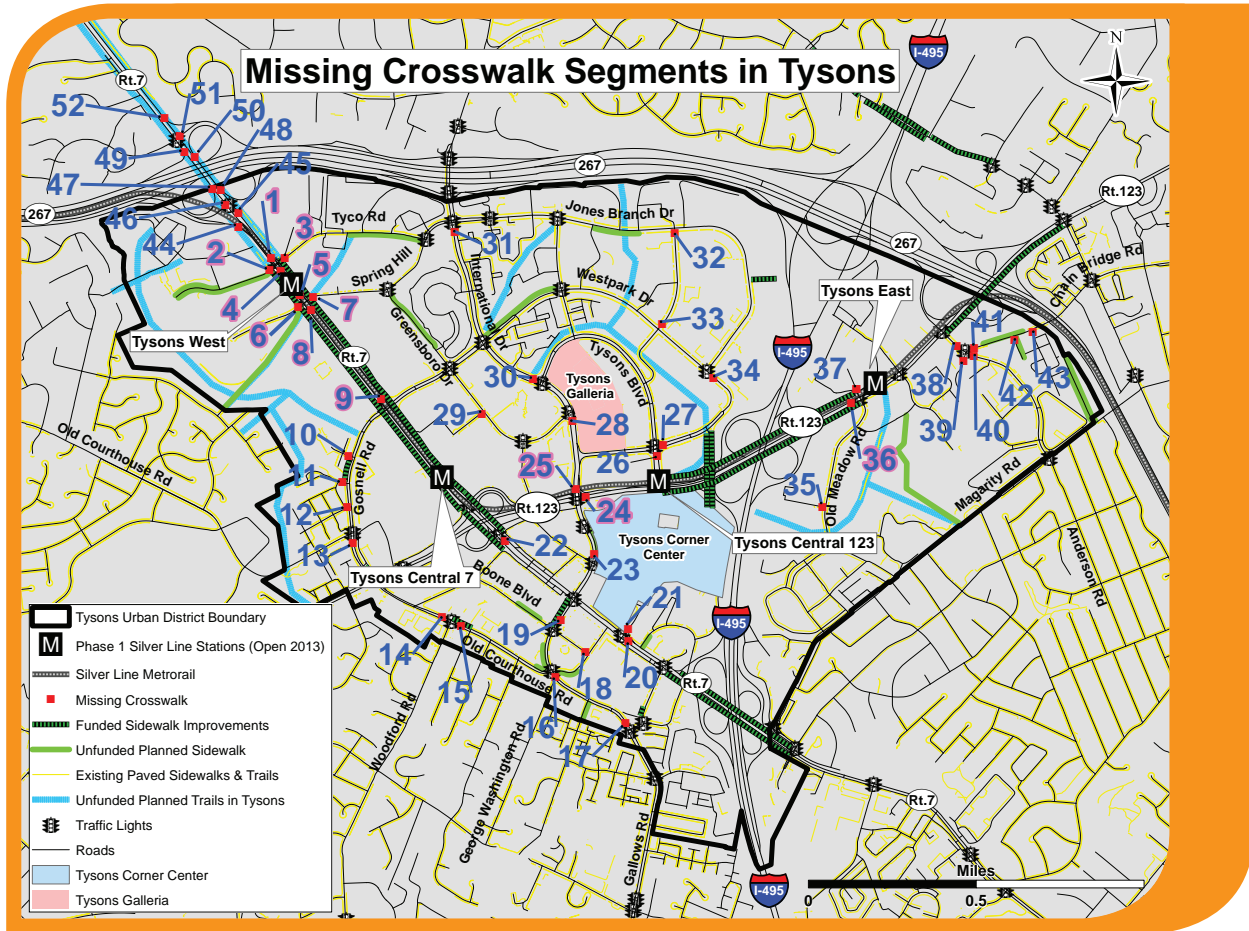 Missing Crosswalk Segments in Tysons
N
I-495
I-495
Rt.7
52
51
50
49
48
47
45
46
44
267
267
Rt.123
267
1
3
2
5
4
7
6
8
Tyco Rd
Jones Branch Dr
31
32
Spring Hill
International Dr
Westpark Dr
Chain Bridge Rd
Tysons East
M
Tysons West
33
Greensboro Dr
Rt.7
Tysons Blvd
I-495
34
37
M
41
38
43
42
39
40
30
Tysons
Galleria
9
29
28
27
Rt.123
36
10
Old Courthouse Rd
Gosnell Rd
11
25
26
M
M
24
Rt.123
35
Old Meadow Rd
Magarity Rd
12
13
22
Tysons Corner
Center
Tysons Central 123
Anderson Rd
Tysons Central 7
Boone Blvd
23
21
19
14
15
Old Courthouse Rd
18
20
I-495
Rt.7
16
17
Woodford Rd
George Washington Rd
Gallows Rd
Rt.7
I-495
Tysons Urban District Boundary
M Phase 1 Silver Line Stations (Open 2013)
Silver Line Metrorail
Missing Crosswalk
Funded Sidewalk Improvements
Unfunded Planned Sidewalk
Existing Paved Sidewalks & Trails
Unfunded Planned Trails in Tysons
Traffic Lights
Roads
Tysons Corner Center
Tysons Galleria
Miles
0
0.5